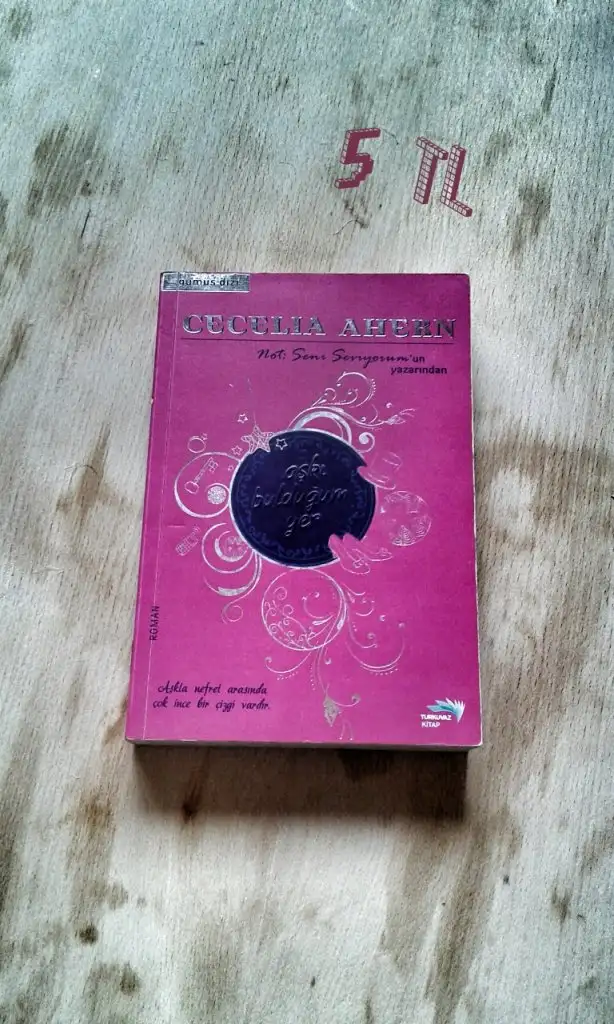 5 TL
gümüş dizi
CECELIA AHERN
Not: Seni Seviyorum'un
yazarından
aşkı
bulduğum
yer
ROMAN
Aşkla nefret arasında
çok ince bir çizgi vardır.
TURKUVAZ
KİTAP